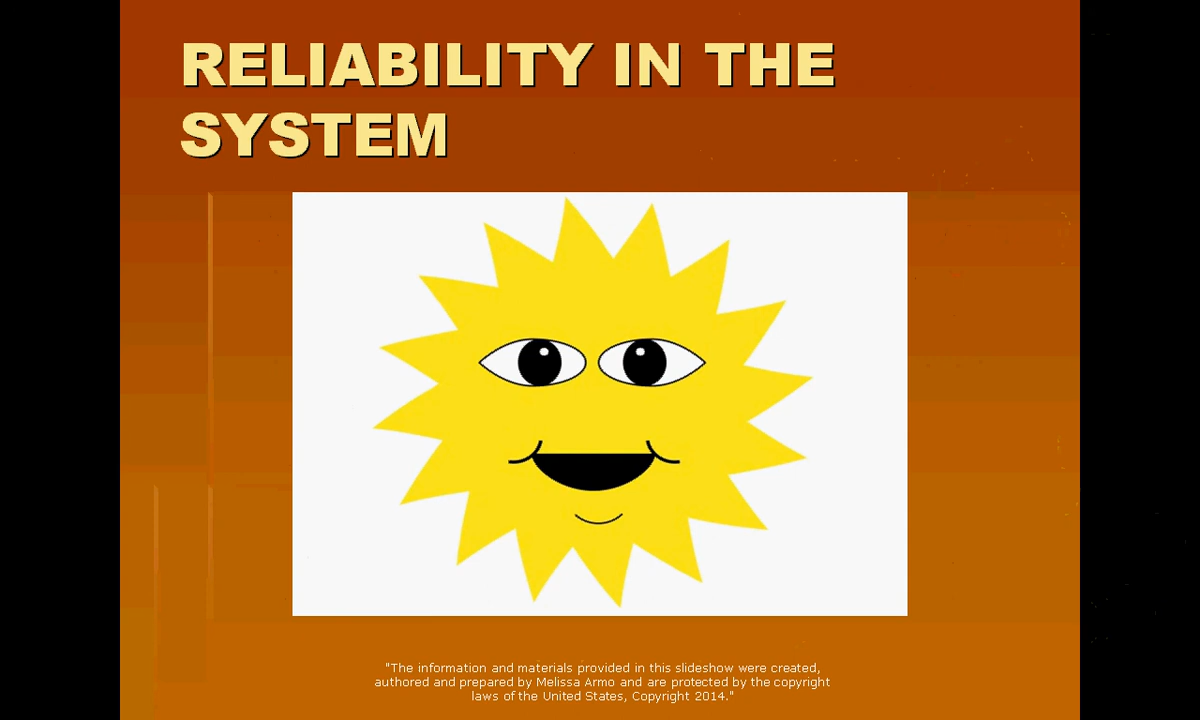 RELIABILITY IN THE
SYSTEM
"The information and materials provided in this slideshow were created,
authored and prepared by Melissa Armo and are protected by the copyright
laws of the United States, Copyright 2014."